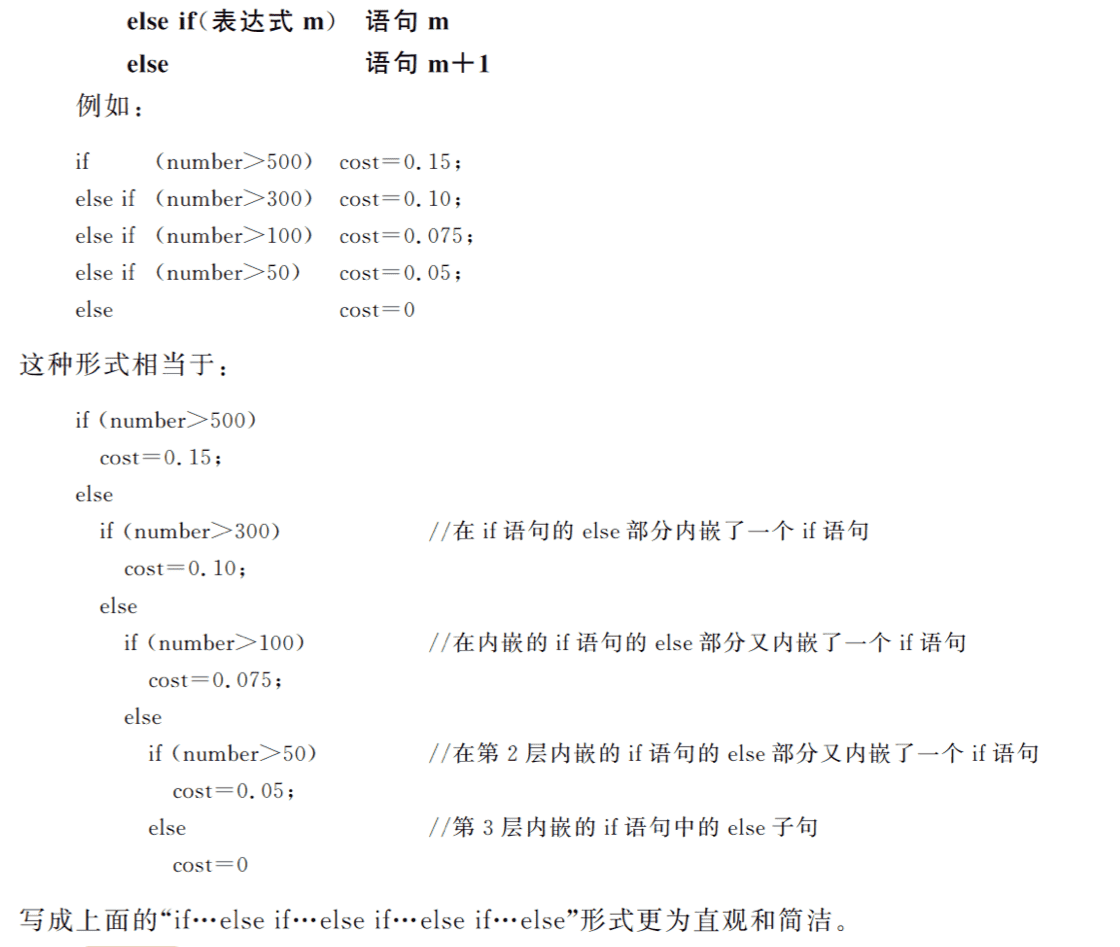 else if(表达式 m) 语句 m
else 语句 m+1
例如:
if (number>500) cost=0.15;
else if (number>300) cost=0.10;
else if (number>100) cost=0.075;
else if (number>50) cost=0.05;
else cost=0
这种形式相当于:
if (number>500)
cost=0.15;
else
if (number>300) //在 if 语句的 else 部分内嵌了一个 if 语句
cost=0.10;
else
if (number>100) //在内嵌的 if 语句的 else 部分又内嵌了一个 if 语句
cost=0.075;
else
if (number>50) //在第 2 层内嵌的 if 语句的 else 部分又内嵌了一个 if 语句
cost=0.05;
else //第 3 层内嵌的 if 语句中的 else 子句
cost=0
写成上面的“if…else if…else if…else if…else”形式更为直观和简洁。